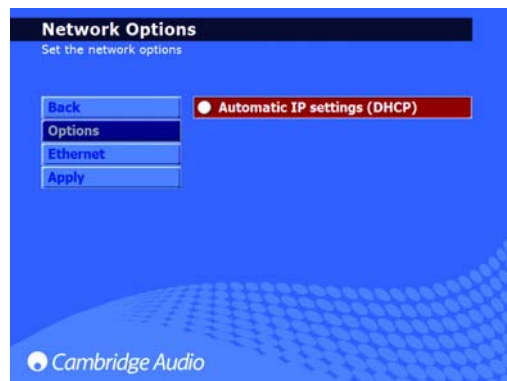 Network Options
Set the network options
Back
Automatic IP settings (DHCP)
Options
Ethernet
Apply
Cambridge Audio